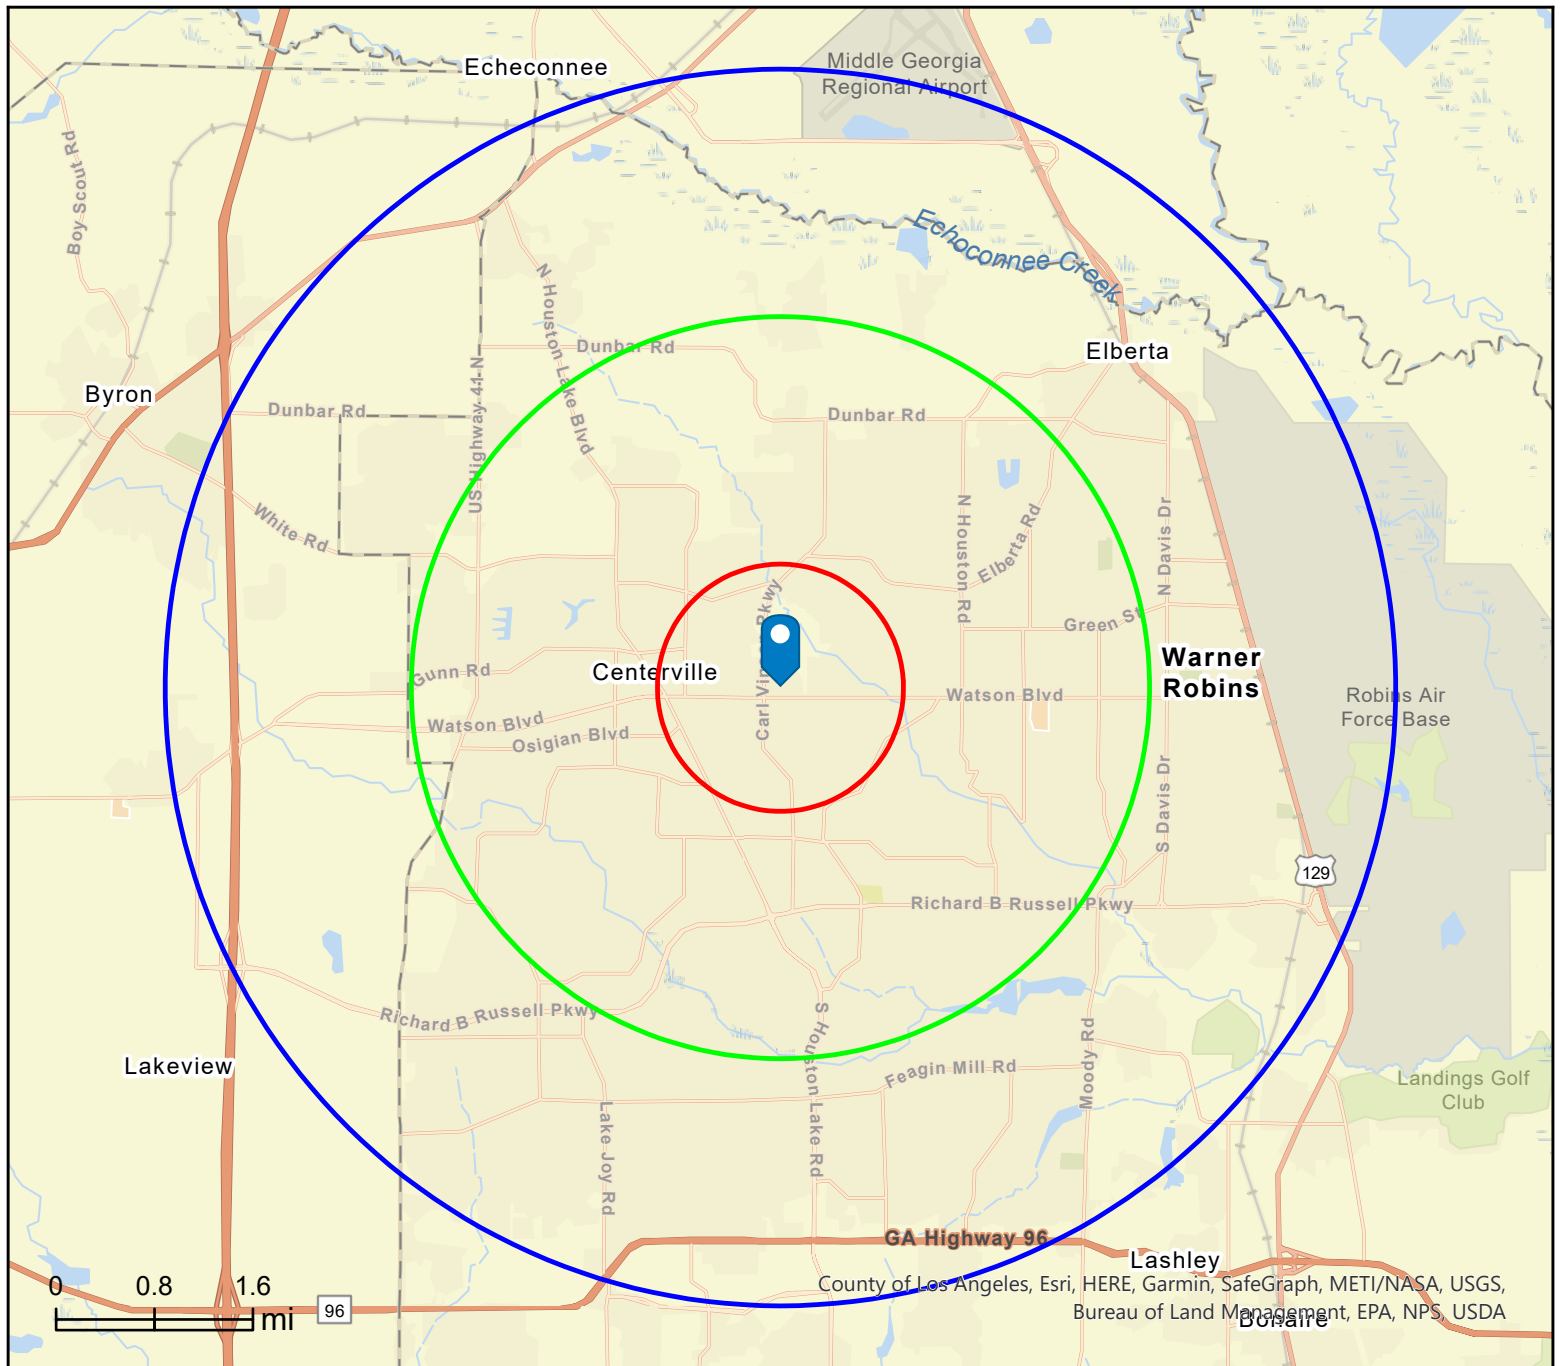 Echeconnee
Middle Georgia
Regional Airport
Boy Scout Rd
Echoconnee Creek
N Houston Lake Blvd
Dunbar Rd
Elberta
US Highway 41 N
Byron
Dunbar Rd
Dunbar Rd
White Rd
N Houston Rd
Elberta Rd
N Davis Dr
Green St
Carl Vinson Pkwy
Gunn Rd
Centerville
Warner
Robins
Watson Blvd
Robins Air
Force Base
Watson Blvd
Osigian Blvd
S Davis Dr
129
Richard B Russell Pkwy
Richard B Russell Pkwy
S Houston Lake Rd
Moody Rd
Lakeview
Feagin Mill Rd
Landings Golf
Club
Lake Joy Rd
GA Highway 96
Lashley
0 0.8 1.6
mi
96
County of Los Angeles, Esri, HERE, Garmin, SafeGraph, METI/NASA, USGS,
Bureau of Land Management, EPA, NPS, USDA
Bonaire